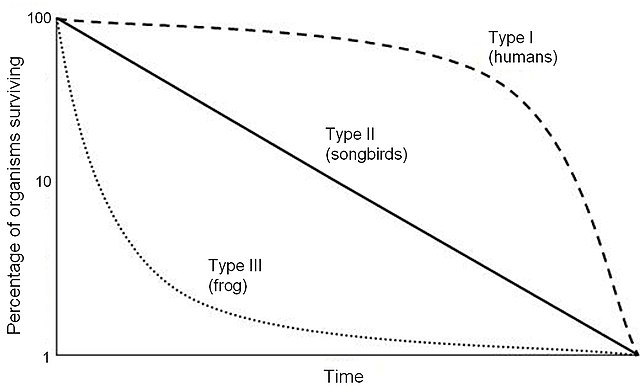 100
10
1
Percentage of organisms surviving
Type I
(humans)
Type II
(songbirds)
Type III
(frog)
Time